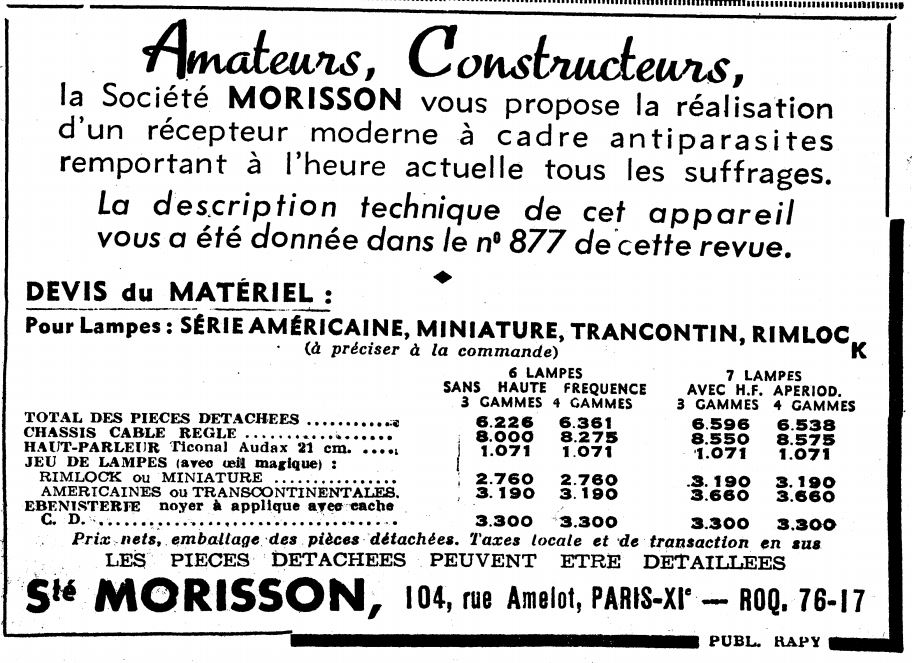 Amateurs, Constructeurs,
la Société MORISSON vous propose la réalisation
d'un récepteur moderne à cadre antiparasites
remportant à l'heure actuelle tous les suffrages.
La description technique de cet appareil
vous a été donnée dans le nº 877 de cette revue.
DEVIS du MATÉRIEL :
Pour Lampes : SÉRIE AMÉRICAINE, MINIATURE, TRANCONTIN, RIMLOCK
(à préciser à la commande)
6 LAMPES 7 LAMPES
SANS HAUTE FREQUENCE AVEC H.F. APERIOD.
3 GAMMES 4 GAMMES 3 GAMMES 4 GAMMES
TOTAL DES PIECES DETACHEES ............ 6.226 6.361 6.596 6.538
CHASSIS CABLE REGLE .................. 8.000 8.275 8.550 8.575
HAUT-PARLEUR Ticonal Audax 21 cm. ..... 1.071 1.071 1.071 1.071
JEU DE LAMPES (avec œil magique) :
RIMLOCK ou MINIATURE ................ 2.760 2.760 3.190 3.190
AMERICAINES ou TRANSCONTINENTALES. 3.190 3.190 3.660 3.660
EBENISTERIE noyer à applique avec cache
C. D. .................................... 3.300 3.300 3.300 3.300
Prix nets, emballage des pièces détachées. Taxes locale et de transaction en sus
LES PIECES DETACHEES PEUVENT ETRE DETAILLEES
Sté MORISSON, 104, rue Amelot, PARIS-XIe — ROQ. 76-17
PUBL. RAPY